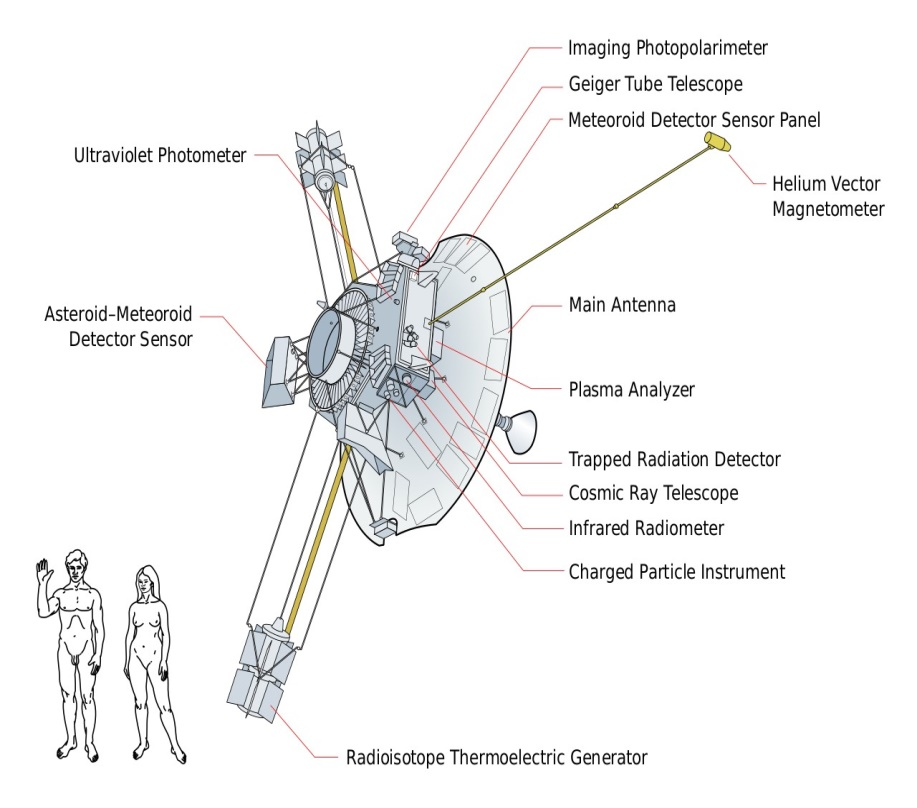 Imaging Photopolarimeter
Geiger Tube Telescope
Meteoroid Detector Sensor Panel
Ultraviolet Photometer
Helium Vector
Magnetometer
Main Antenna
Asteroid–Meteoroid
Detector Sensor
Plasma Analyzer
Trapped Radiation Detector
Cosmic Ray Telescope
Infrared Radiometer
Charged Particle Instrument
Radioisotope Thermoelectric Generator